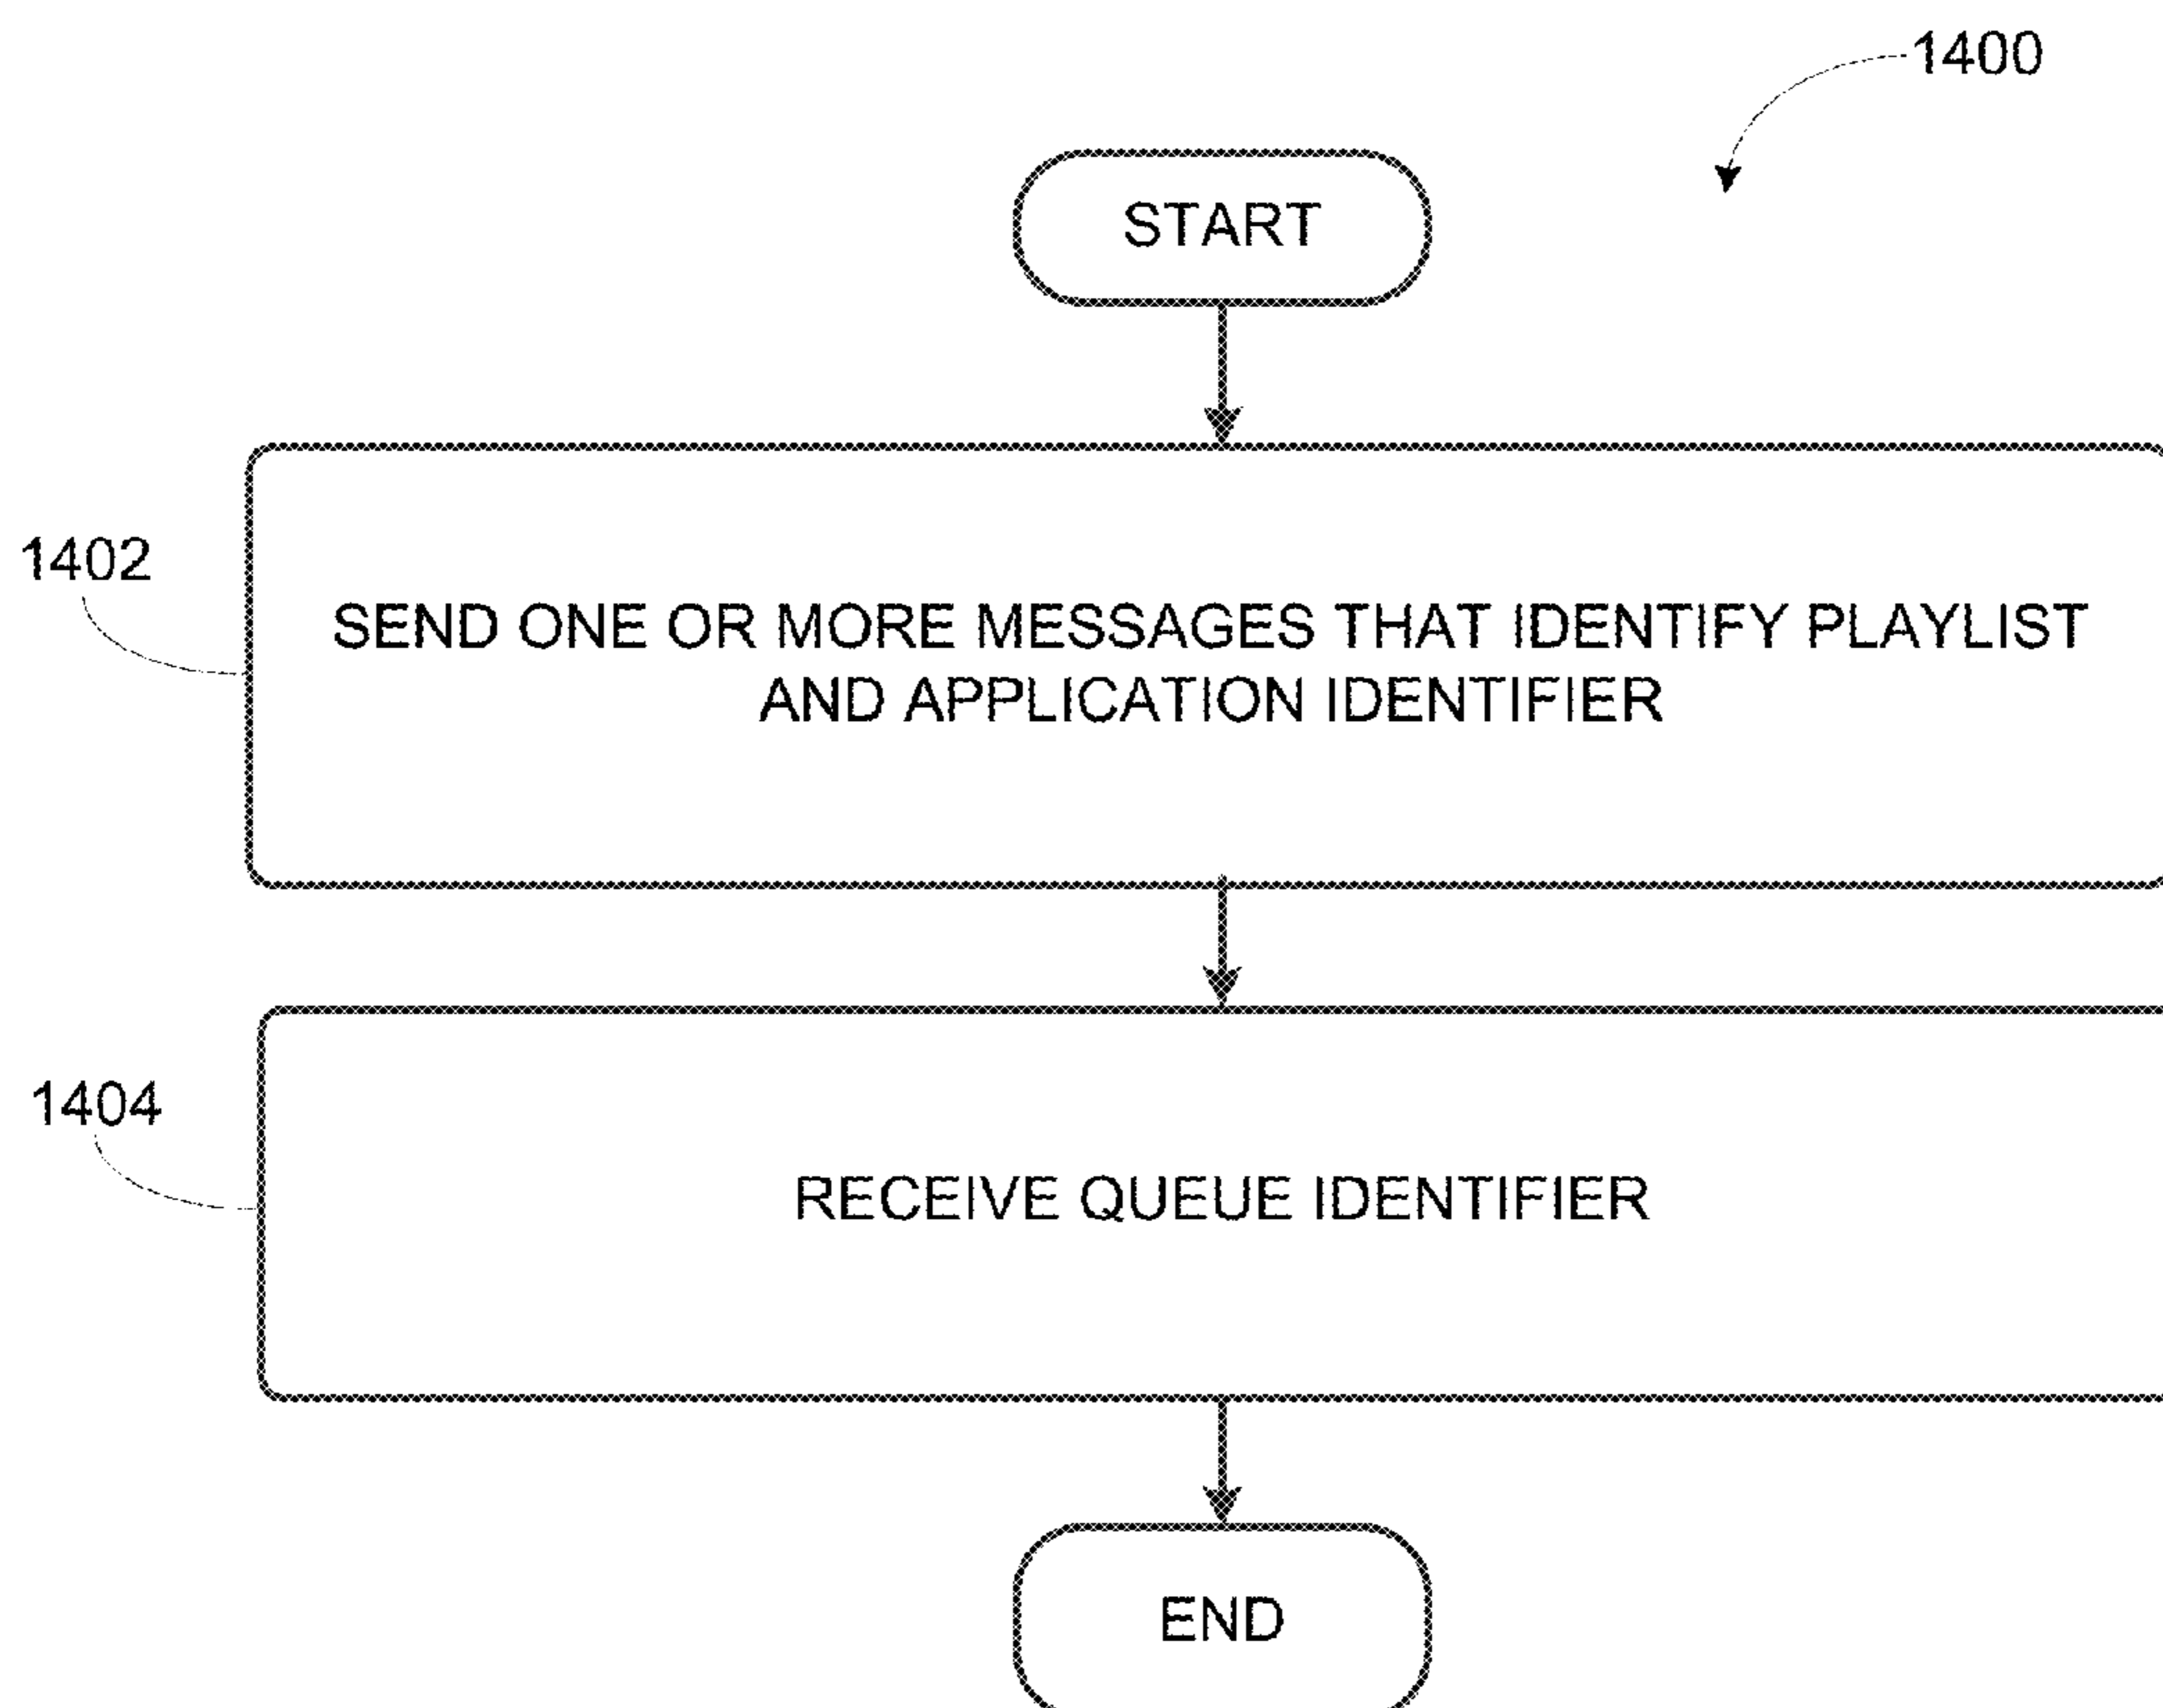 1400
START
1402
SEND ONE OR MORE MESSAGES THAT IDENTIFY PLAYLIST
AND APPLICATION IDENTIFIER
1404
RECEIVE QUEUE IDENTIFIER
END